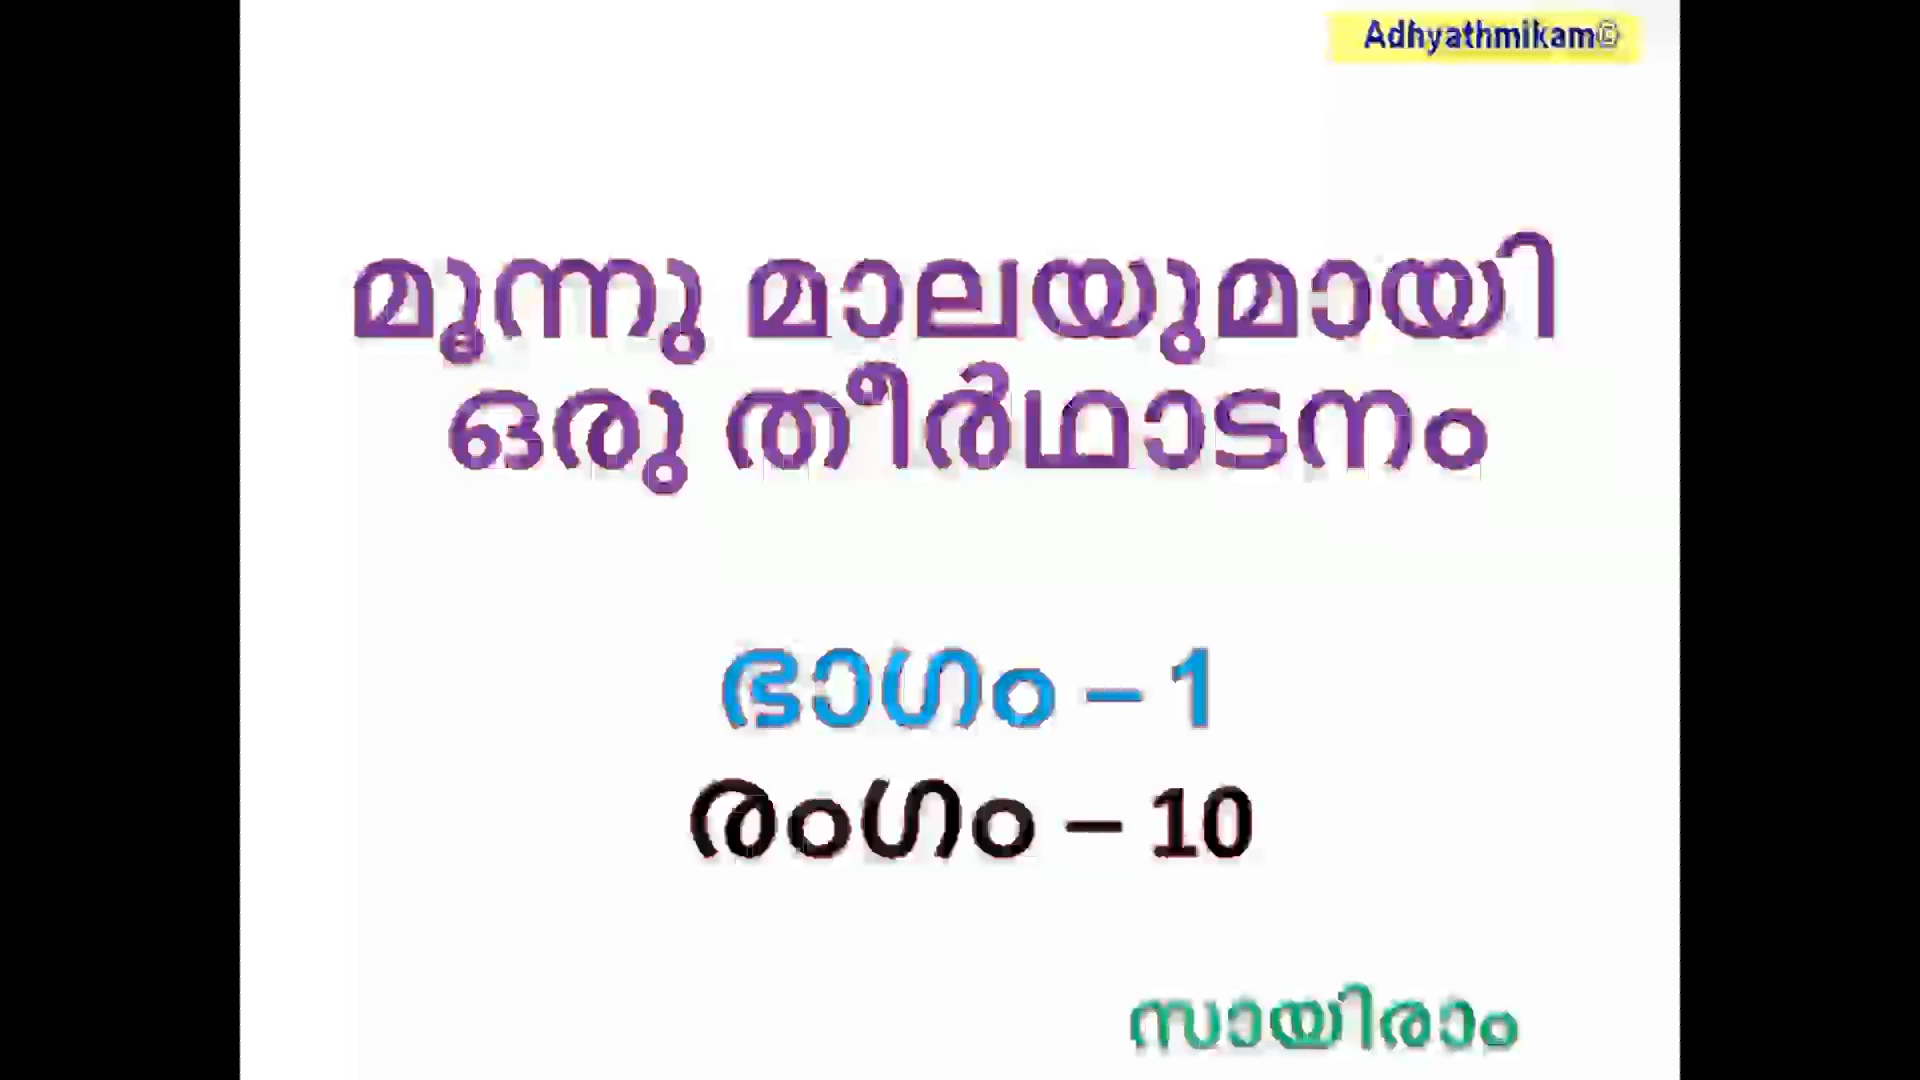 Adhyathmikam©
മൂന്നു മാലയുമായി
ഒരു തീർഥാടനം
ഭാഗം – 1
രംഗം – 10
സായിരാം